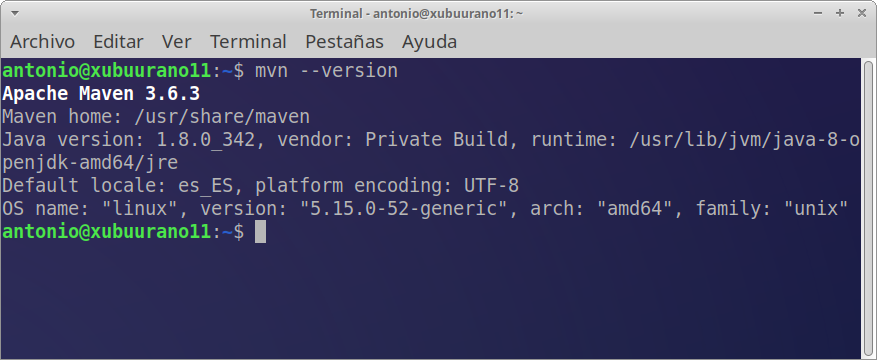 Terminal - antonio@xubuurano11: ~
Archivo Editar Ver Terminal Pestañas Ayuda
antonio@xubuurano11:~$ mvn --version
Apache Maven 3.6.3
Maven home: /usr/share/maven
Java version: 1.8.0_342, vendor: Private Build, runtime: /usr/lib/jvm/java-8-o
penjdk-amd64/jre
Default locale: es_ES, platform encoding: UTF-8
OS name: "linux", version: "5.15.0-52-generic", arch: "amd64", family: "unix"
antonio@xubuurano11:~$